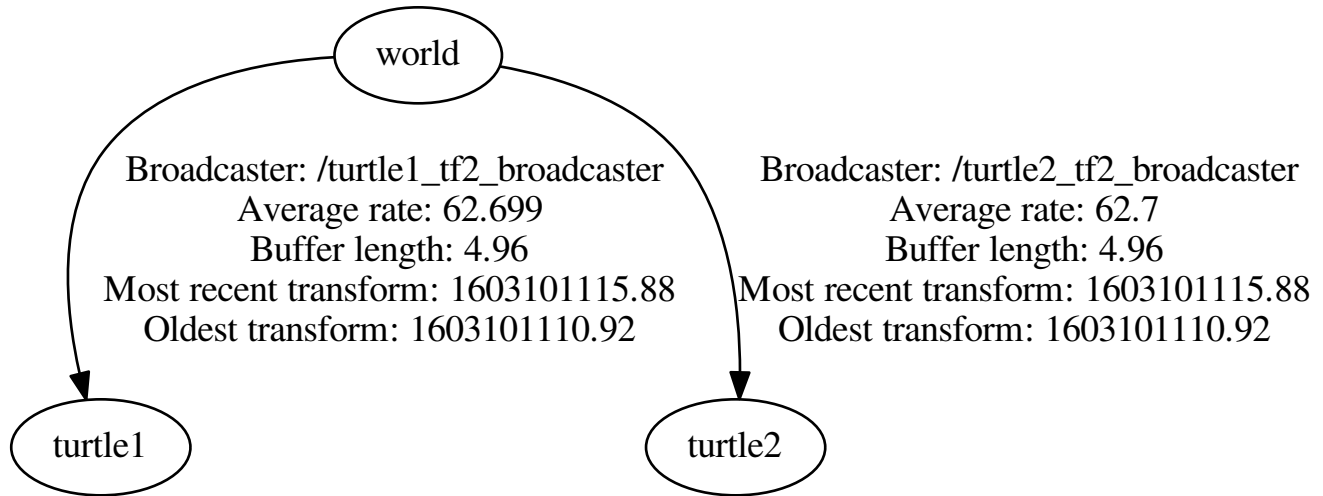 world
Broadcaster: /turtle1_tf2_broadcaster
Average rate: 62.699
Buffer length: 4.96
Most recent transform: 1603101115.88
Oldest transform: 1603101110.92
Broadcaster: /turtle2_tf2_broadcaster
Average rate: 62.7
Buffer length: 4.96
Most recent transform: 1603101115.88
Oldest transform: 1603101110.92
turtle1
turtle2